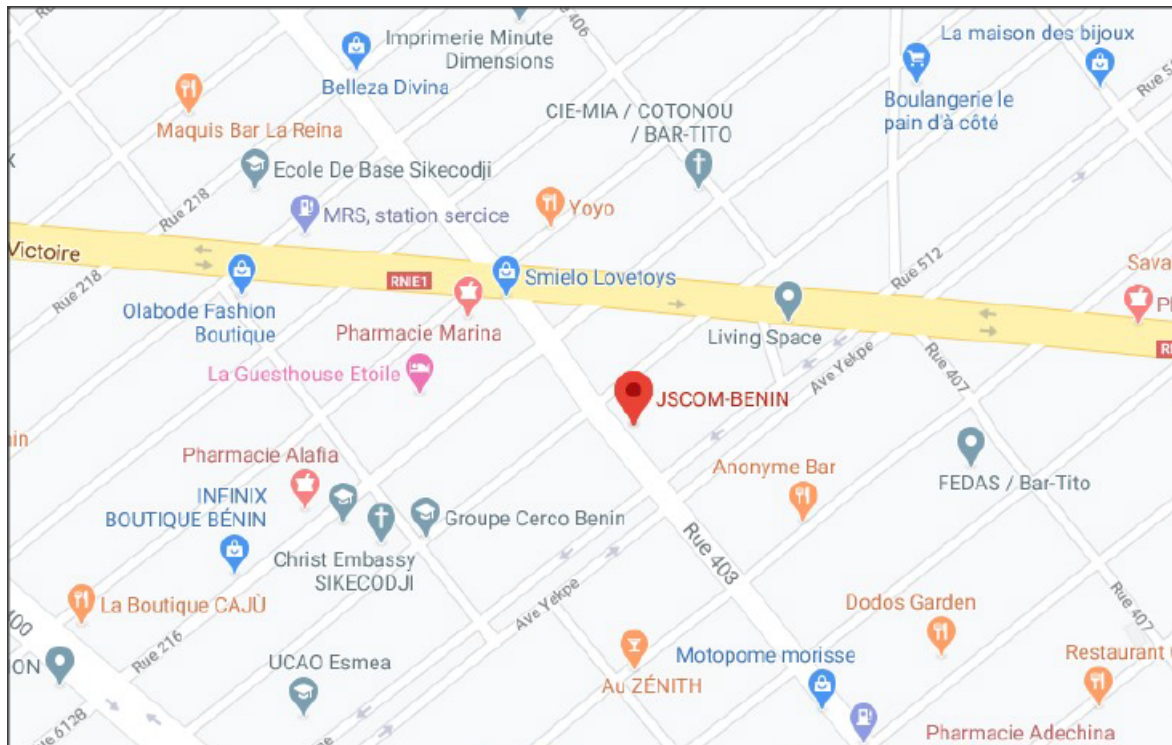 Rue 406
Imprimerie Minute
Dimensions
La maison des bijoux
Belleza Divina
CIE-MIA / COTONOU
/ BAR-TITO
Boulangerie le
pain d'à côté
Maquis Bar La Reina
Ecole De Base Sikecodji
Rue 218
MRS, station sercice
Yoyo
Victoire
Rue 218
RNIE1
Smielo Lovetoys
Rue 512
Olabode Fashion
Boutique
Pharmacie Marina
Living Space
Ave Yekpe
Rue 407
La Guesthouse Etoile
JSCOM-BENIN
Pharmacie Alafia
Anonyme Bar
FEDAS / Bar-Tito
INFINIX
BOUTIQUE BÉNIN
Groupe Cerco Benin
Rue 403
Christ Embassy
SIKECODJI
Ave Yekpe
La Boutique CAJÙ
Dodos Garden
Rue 407
Rue 216
UCAO Esmea
Au ZÉNITH
Motopome morisse
Restaurant
Rue 6128
Pharmacie Adechina